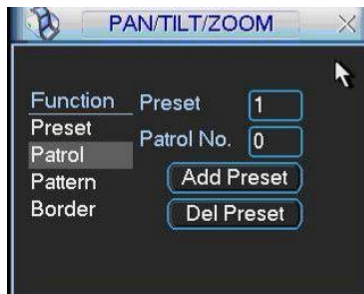 PAN/TILT/ZOOM
Function
Preset
Patrol
Pattern
Border
Preset 1
Patrol No. 0
Add Preset
Del Preset